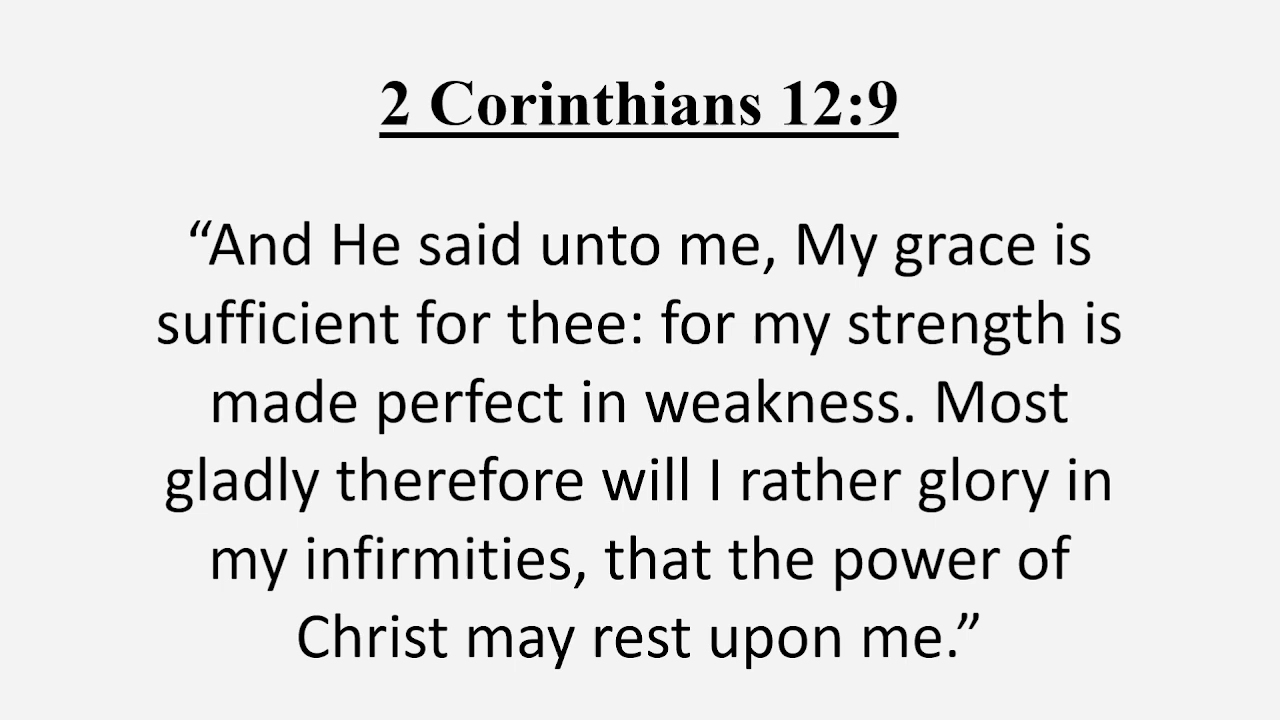 2 Corinthians 12:9
“And He said unto me, My grace is
sufficient for thee: for my strength is
made perfect in weakness. Most
gladly therefore will I rather glory in
my infirmities, that the power of
Christ may rest upon me.”